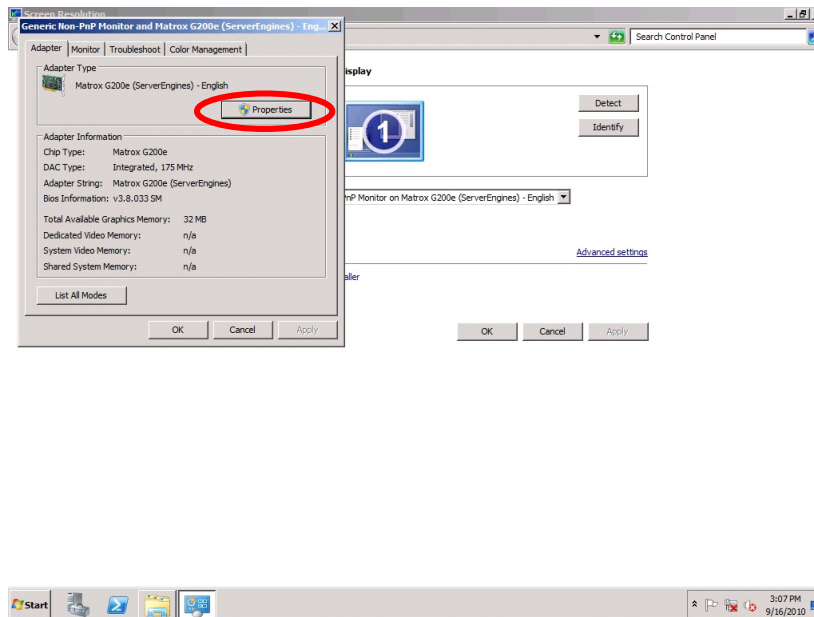 Screen Resolution
Generic Non-PnP Monitor and Matrox G200e (ServerEngines) - Eng...
Search Control Panel
Adapter Monitor Troubleshoot Color Management
Adapter Type
Matrox G200e (ServerEngines) - English
Properties
isplay
1
Detect
Identify
Adapter Information
Chip Type: Matrox G200e
DAC Type: Integrated, 175 MHz
Adapter String: Matrox G200e (ServerEngines)
Bios Information: v3.8.033 SM
PnP Monitor on Matrox G200e (ServerEngines) - English
Total Available Graphics Memory: 32 MB
Dedicated Video Memory: n/a
System Video Memory: n/a
Shared System Memory: n/a
Advanced settings
aller
List All Modes
OK Cancel Apply
OK Cancel Apply
Start
3:07 PM
9/16/2010